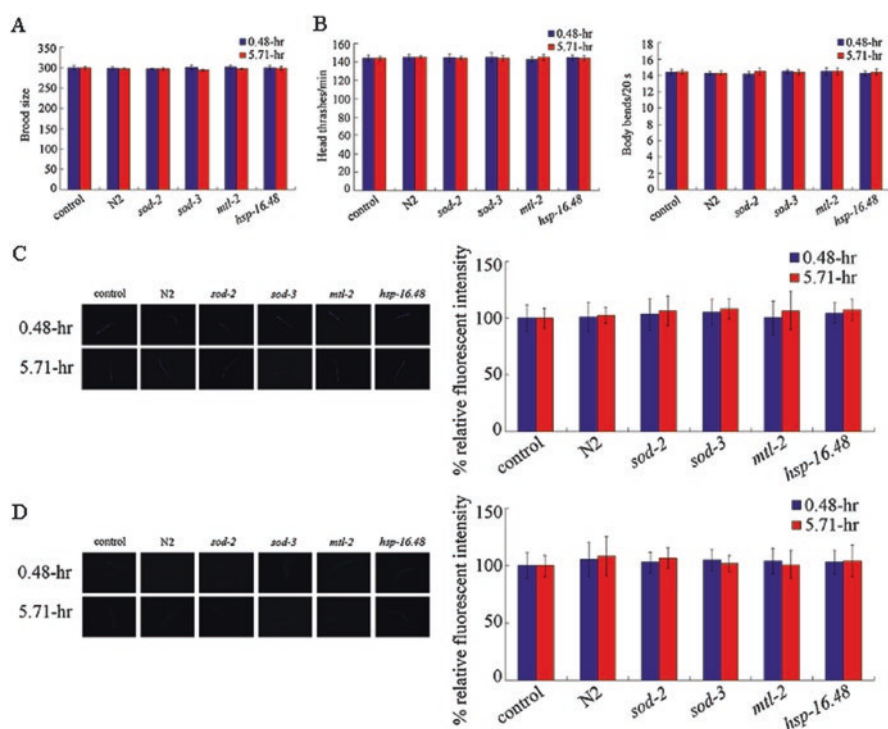 A
Brood size
350
300
250
200
150
100
50
0
0.48-hr
5.71-hr
control
N2
sod-2
sod-3
mtl-2
hsp-16.48
B
Head thrashes/min
160
140
120
100
80
60
40
20
0
0.48-hr
5.71-hr
control
N2
sod-2
sod-3
mtl-2
hsp-16.48
Body bends/20 s
18
16
14
12
10
8
6
4
2
0
0.48-hr
5.71-hr
control
N2
sod-2
sod-3
mtl-2
hsp-16.48
C
control N2 sod-2 sod-3 mtl-2 hsp-16.48
0.48-hr
5.71-hr
% relative fluorescent intensity
150
100
50
0
0.48-hr
5.71-hr
control
N2
sod-2
sod-3
mtl-2
hsp-16.48
D
control N2 sod-2 sod-3 mtl-2 hsp-16.48
0.48-hr
5.71-hr
% relative fluorescent intensity
150
100
50
0
0.48-hr
5.71-hr
control
N2
sod-2
sod-3
mtl-2
hsp-16.48